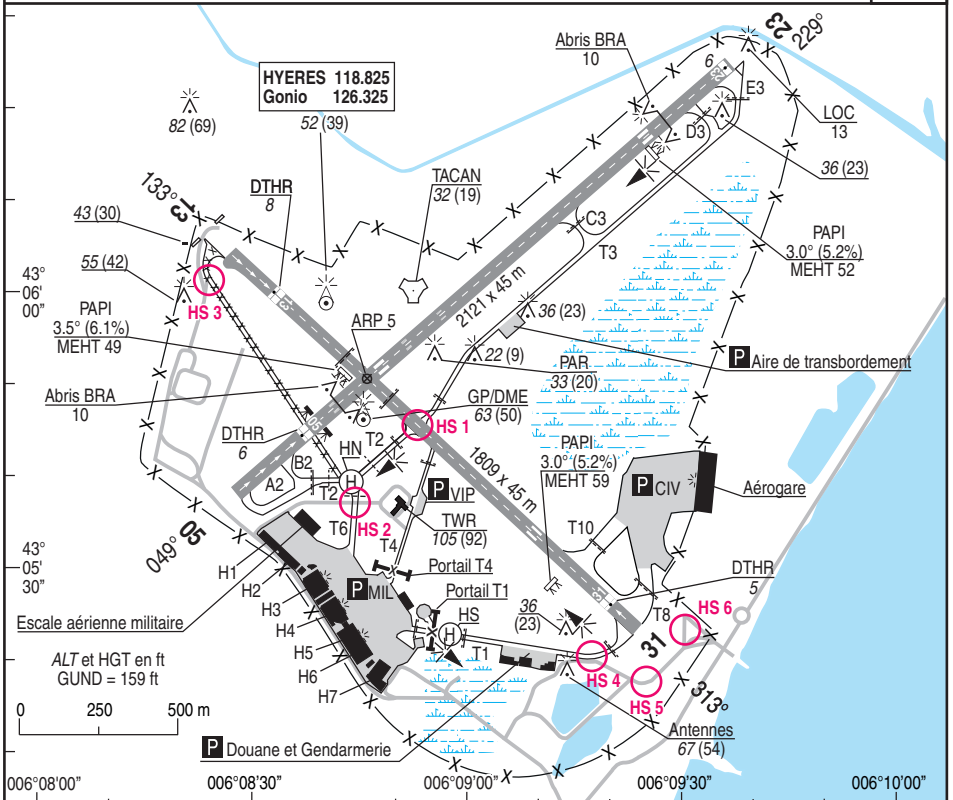 23
229°
Abris BRA
10
6
23
E3
HYERES 118.825
Gonio 126.325
LOC
13
82 (69)
52 (39)
D3
36 (23)
TACAN
32 (19)
133°
13
DTHR
8
43 (30)
C3
T3
PAPI
3.0° (5.2%)
MEHT 52
55 (42)
43°
06'
00"
HS 3
2121 x 45 m
PAPI
3.5° (6.1%)
MEHT 49
ARP 5
36 (23)
22 (9)
P Aire de transbordement
PAR
33 (20)
Abris BRA
10
GP/DME
63 (50)
05
HS 1
DTHR
6
HN
T2
PAPI
3.0° (5.2%)
MEHT 59
1809 x 45 m
B2
A2
T2
H
P VIP
P CIV
Aérogare
HS 2
T6
TWR
105 (92)
T10
05
049°
T4
43°
05'
30"
H1
Portail T4
DTHR
5
H2
P MIL
Portail T1
H3
HS
36
(23)
HS 6
T8
Escale aérienne militaire
H4
H
31
ALT et HGT en ft
GUND = 159 ft
H5
T1
H6
HS 4
313°
H7
HS 5
0 250 500 m
Antennes
67 (54)
P Douane et Gendarmerie
006°08'00" 006°08'30" 006°09'00" 006°09'30" 006°10'00"